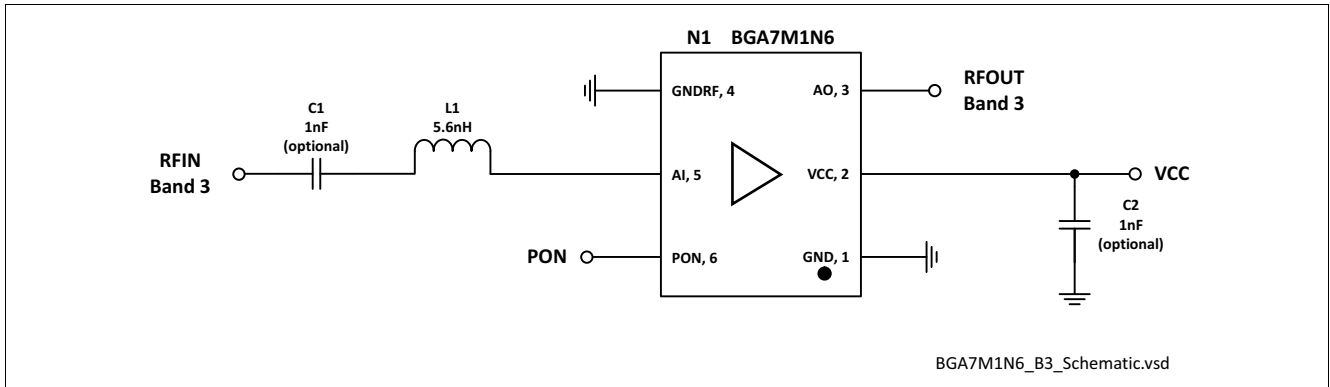 N1 BGA7M1N6
GNDRF, 4
AO, 3
RFOUT
Band 3
C1
1nF
(optional)
L1
5.6nH
RFIN
Band 3
AI, 5
VCC, 2
VCC
C2
1nF
(optional)
PON
PON, 6
GND, 1
BGA7M1N6_B3_Schematic.vsd